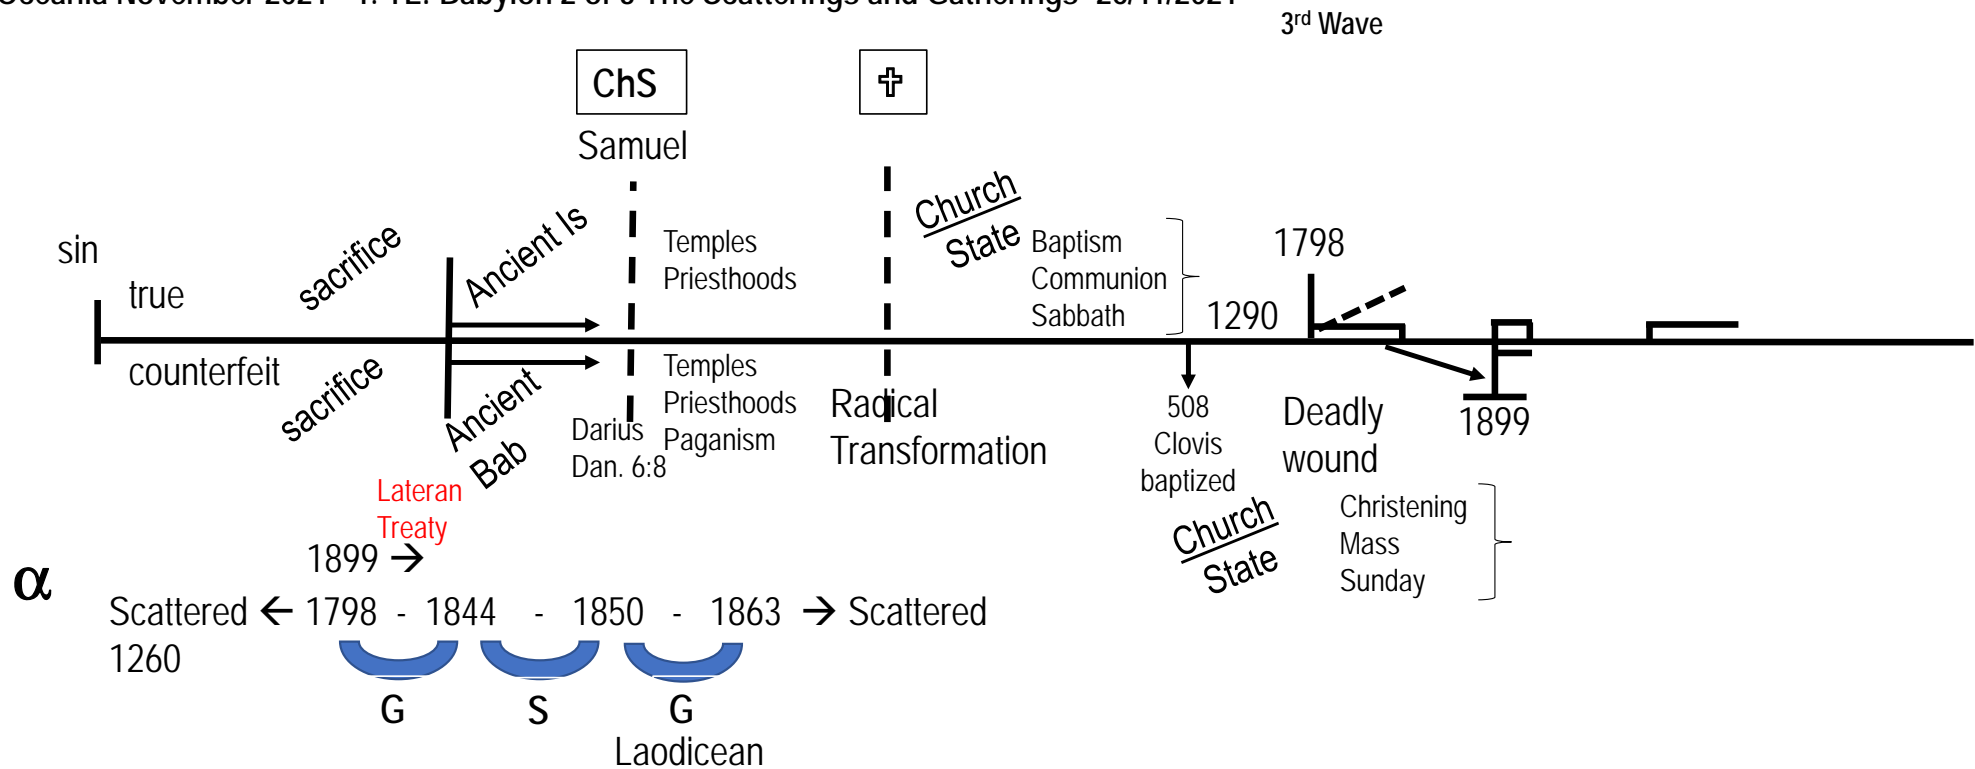 3rd Wave
ChS
Samuel
sin
true
counterfeit
sacrifice
sacrifice
Ancient Is
Ancient
Bab
Temples
Priesthoods
Temples
Priesthoods
Paganism
Darius
Dan. 6:8
Radical
Transformation
Church
State
Baptism
Communion
Sabbath
1290
508
Clovis
baptized
Church
State
1798
Deadly
wound
1899
Christening
Mass
Sunday
Lateran
Treaty
1899 →
α
Scattered ← 1798 - 1844 - 1850 - 1863 → Scattered
1260
G S G
Laodicean